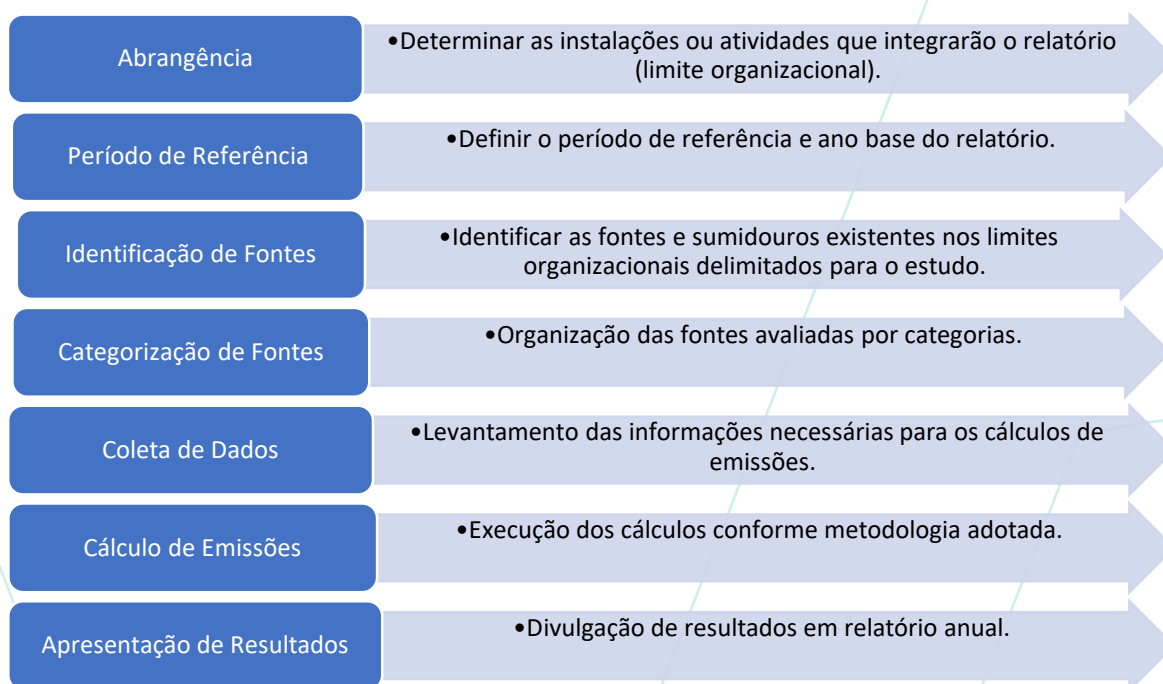 Abrangência
•Determinar as instalações ou atividades que integrarão o relatório
(limite organizacional).
Período de Referência
•Definir o período de referência e ano base do relatório.
Identificação de Fontes
•Identificar as fontes e sumidouros existentes nos limites
organizacionais delimitados para o estudo.
Categorização de Fontes
•Organização das fontes avaliadas por categorias.
Coleta de Dados
•Levantamento das informações necessárias para os cálculos de
emissões.
Cálculo de Emissões
•Execução dos cálculos conforme metodologia adotada.
Apresentação de Resultados
•Divulgação de resultados em relatório anual.